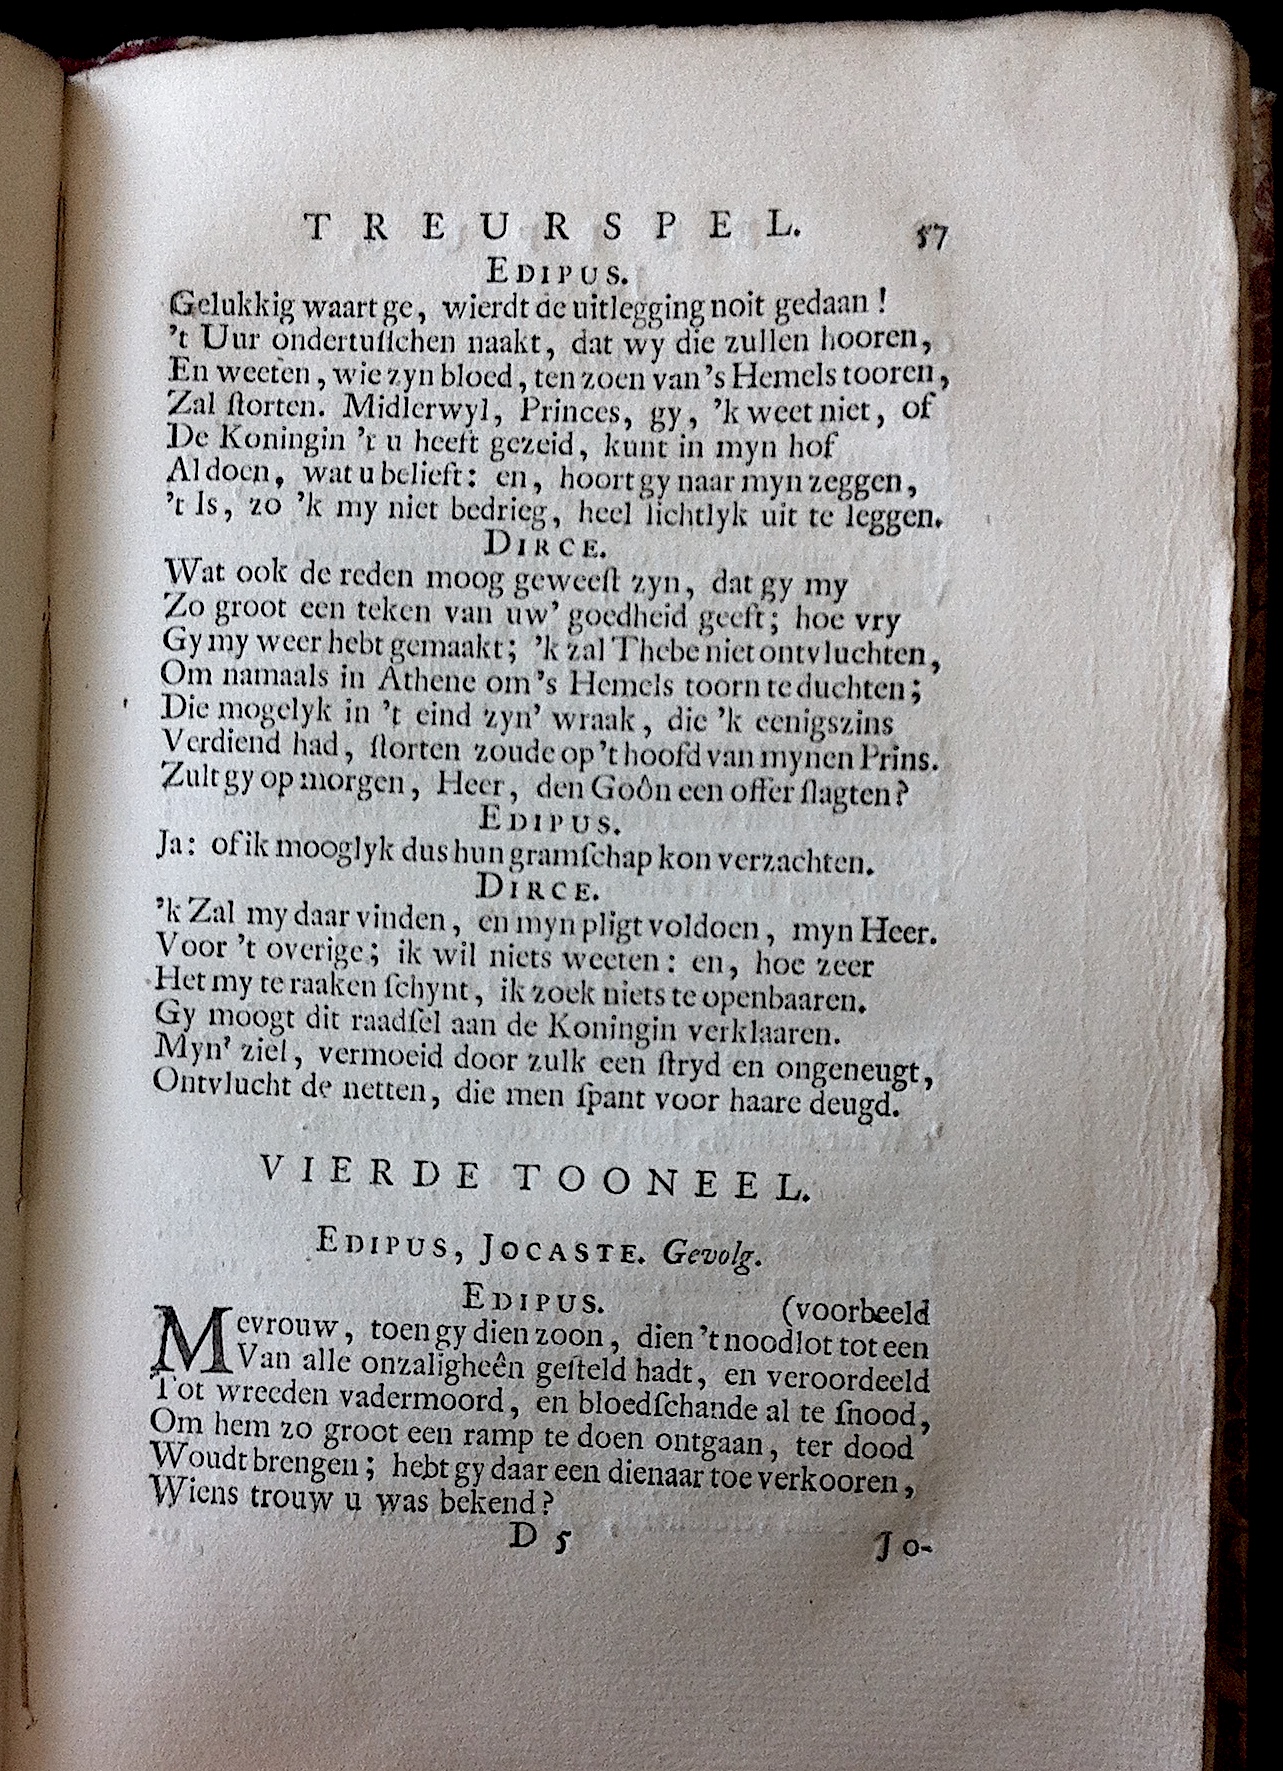 TREURSPEL. 57
EDIPUS.
Gelukkig waart ge, wierdt de uitlegging noit gedaan!
’t Uur ondertuſſchen naakt, dat wy die zullen hooren,
En weeten, wie zyn bloed, ten zoen van ’s Hemels tooren,
Zal ſtorten. Midlerwyl, Princes, gy, ’k weet niet, of
De Koningin ’t u heeft gezeid, kunt in myn hof
Al doen, wat u belieft: en, hoort gy naar myn zeggen,
’t Is, zo ’k my niet bedrieg, heel lichtlyk uit te leggen.
DIRCE.
Wat ook de reden moog geweeſt zyn, dat gy my
Zo groot een teken van uw’ goedheid geeft; hoe vry
Gy my weer hebt gemaakt; ’k zal Thebe niet ontvluchten,
Om namaals in Athene om ’s Hemels toorn te duchten;
Die mogelyk in ’t eind zyn’ wraak, die ’k eenigszins
Verdiend had, ſtorten zoude op ’t hoofd van mynen Prins.
Zult gy op morgen, Heer, den Goôn een offer ſlagten?
EDIPUS.
Ja: of ik mooglyk dus hun gramſchap kon verzachten.
DIRCE.
’k Zal my daar vinden, en myn pligt voldoen, myn Heer.
Voor ’t overige; ik wil niets weeten: en, hoe zeer
Het my te raaken ſchynt, ik zoek niets te openbaaren.
Gy moogt dit raadſel aan de Koningin verklaaren.
Myn’ ziel, vermoeid door zulk een ſtryd en ongeneugt,
Ontvlucht de netten, die men ſpant voor haare deugd.
VIERDE TOONEEL.
EDIPUS, JOCASTE. Gevolg.
EDIPUS. (voorbeeld
Mevrouw, toen gy dien zoon, dien ’t noodlot tot een
Van alle onzaligheên geſteld hadt, en veroordeeld
Tot wreeden vadermoord, en bloedſchande al te ſnood,
Om hem zo groot een ramp te doen ontgaan, ter dood
Woudt brengen; hebt gy daar een dienaar toe verkooren,
Wiens trouw u was bekend?
D 5 Jo-